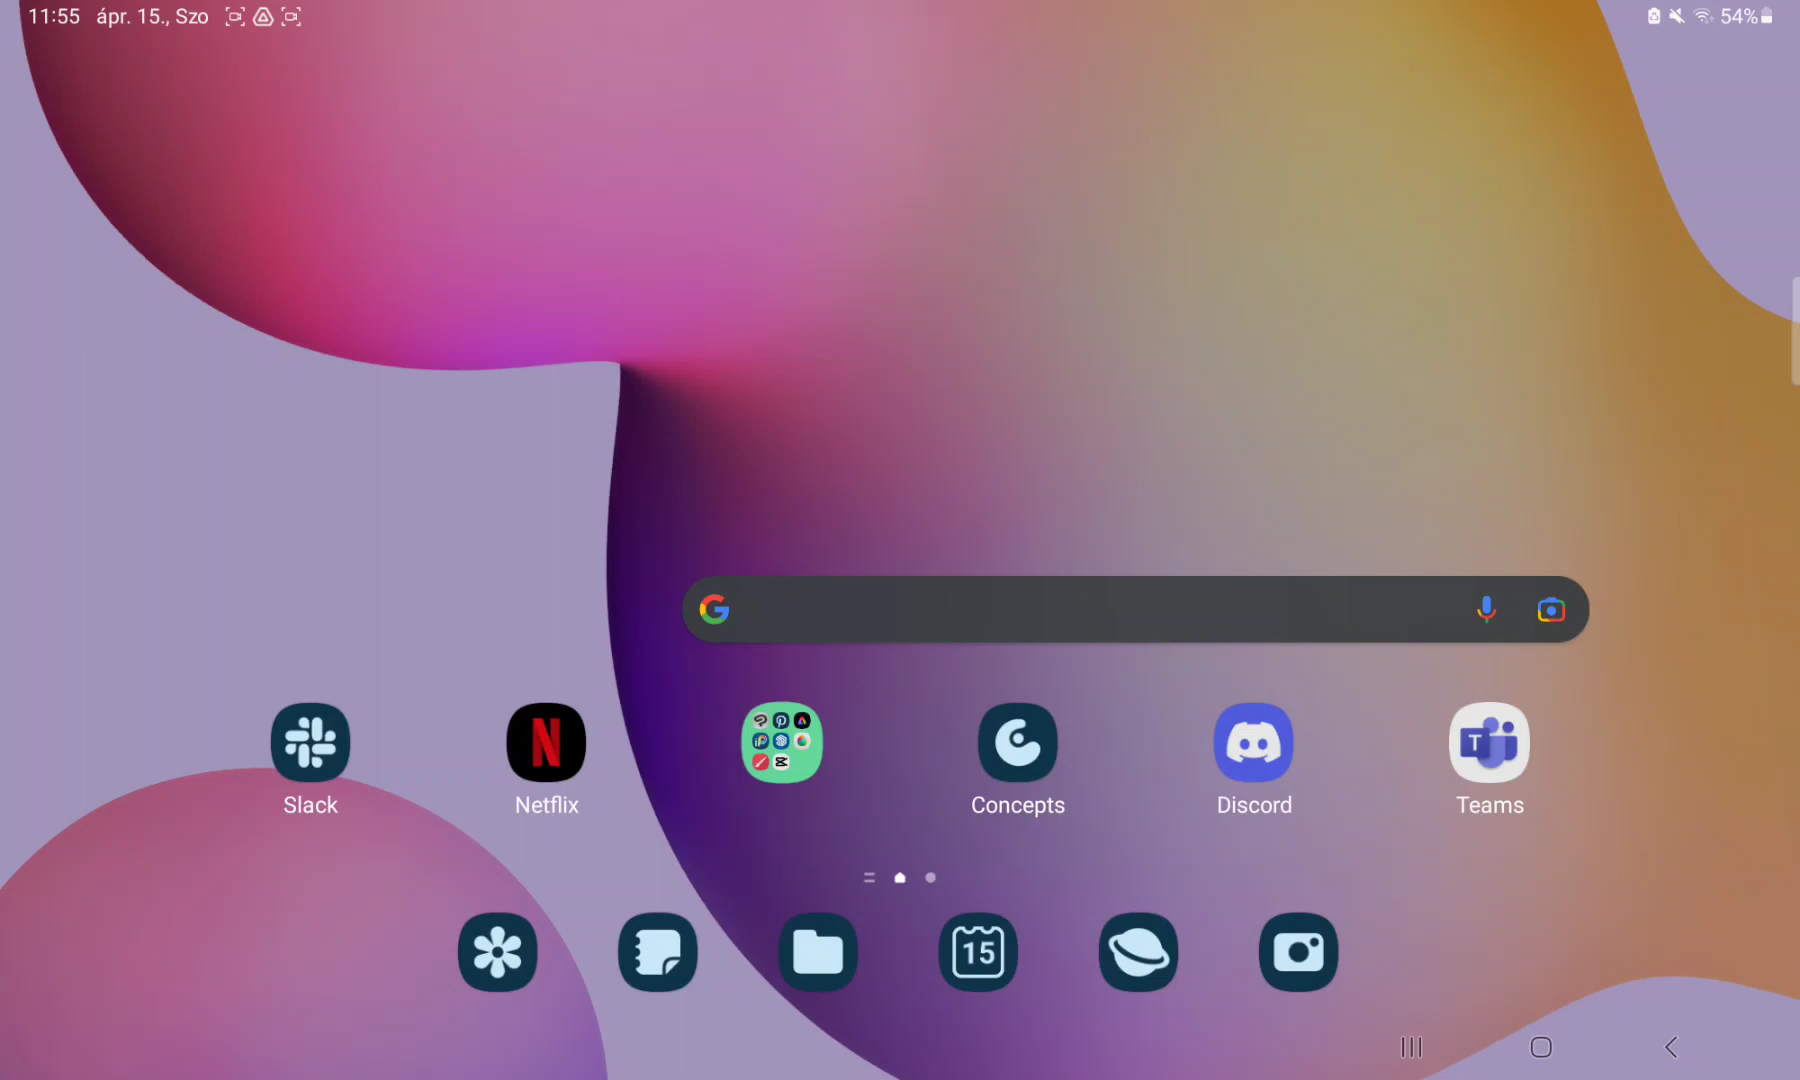 11:55 ápr. 15., Szo
54%
Slack
Netflix
Concepts
Discord
Teams
15